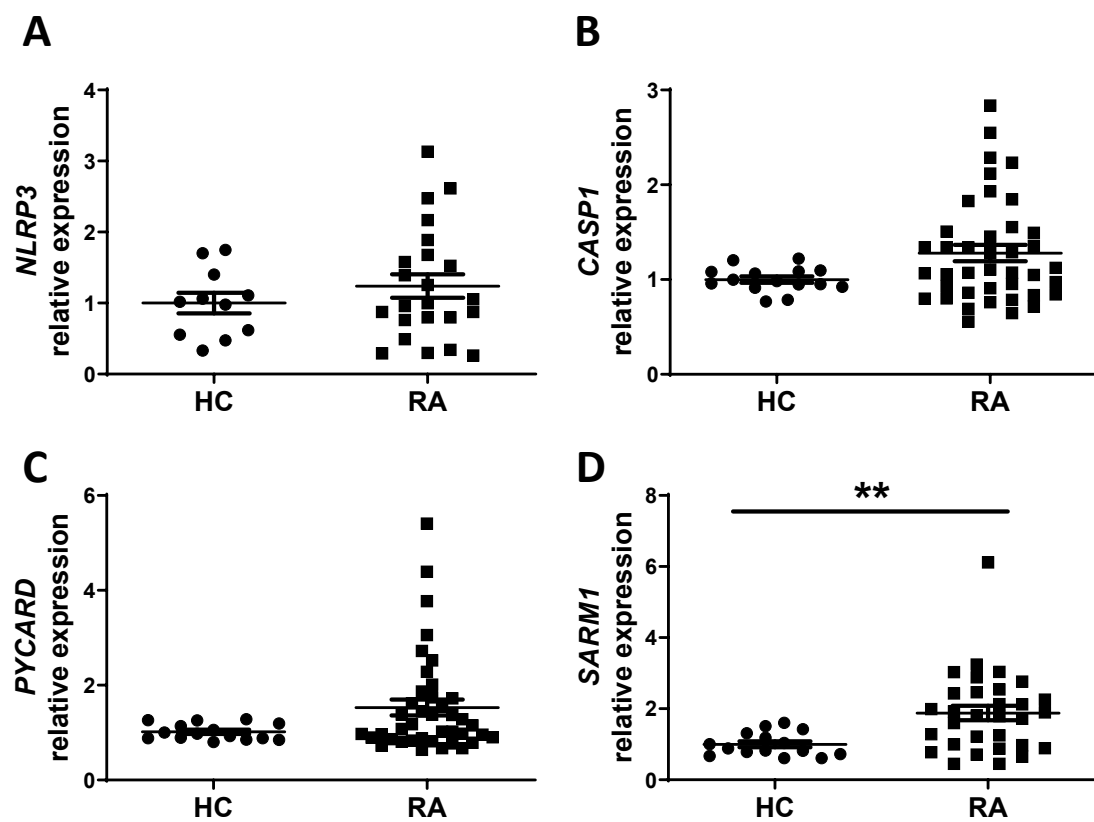 A
NLRP3
relative expression
4
3
2
1
0
HC
RA
B
CASP1
relative expression
3
2
1
0
HC
RA
C
PYCARD
relative expression
6
4
2
0
HC
RA
D
SARM1
relative expression
8
6
4
2
0
**
HC
RA